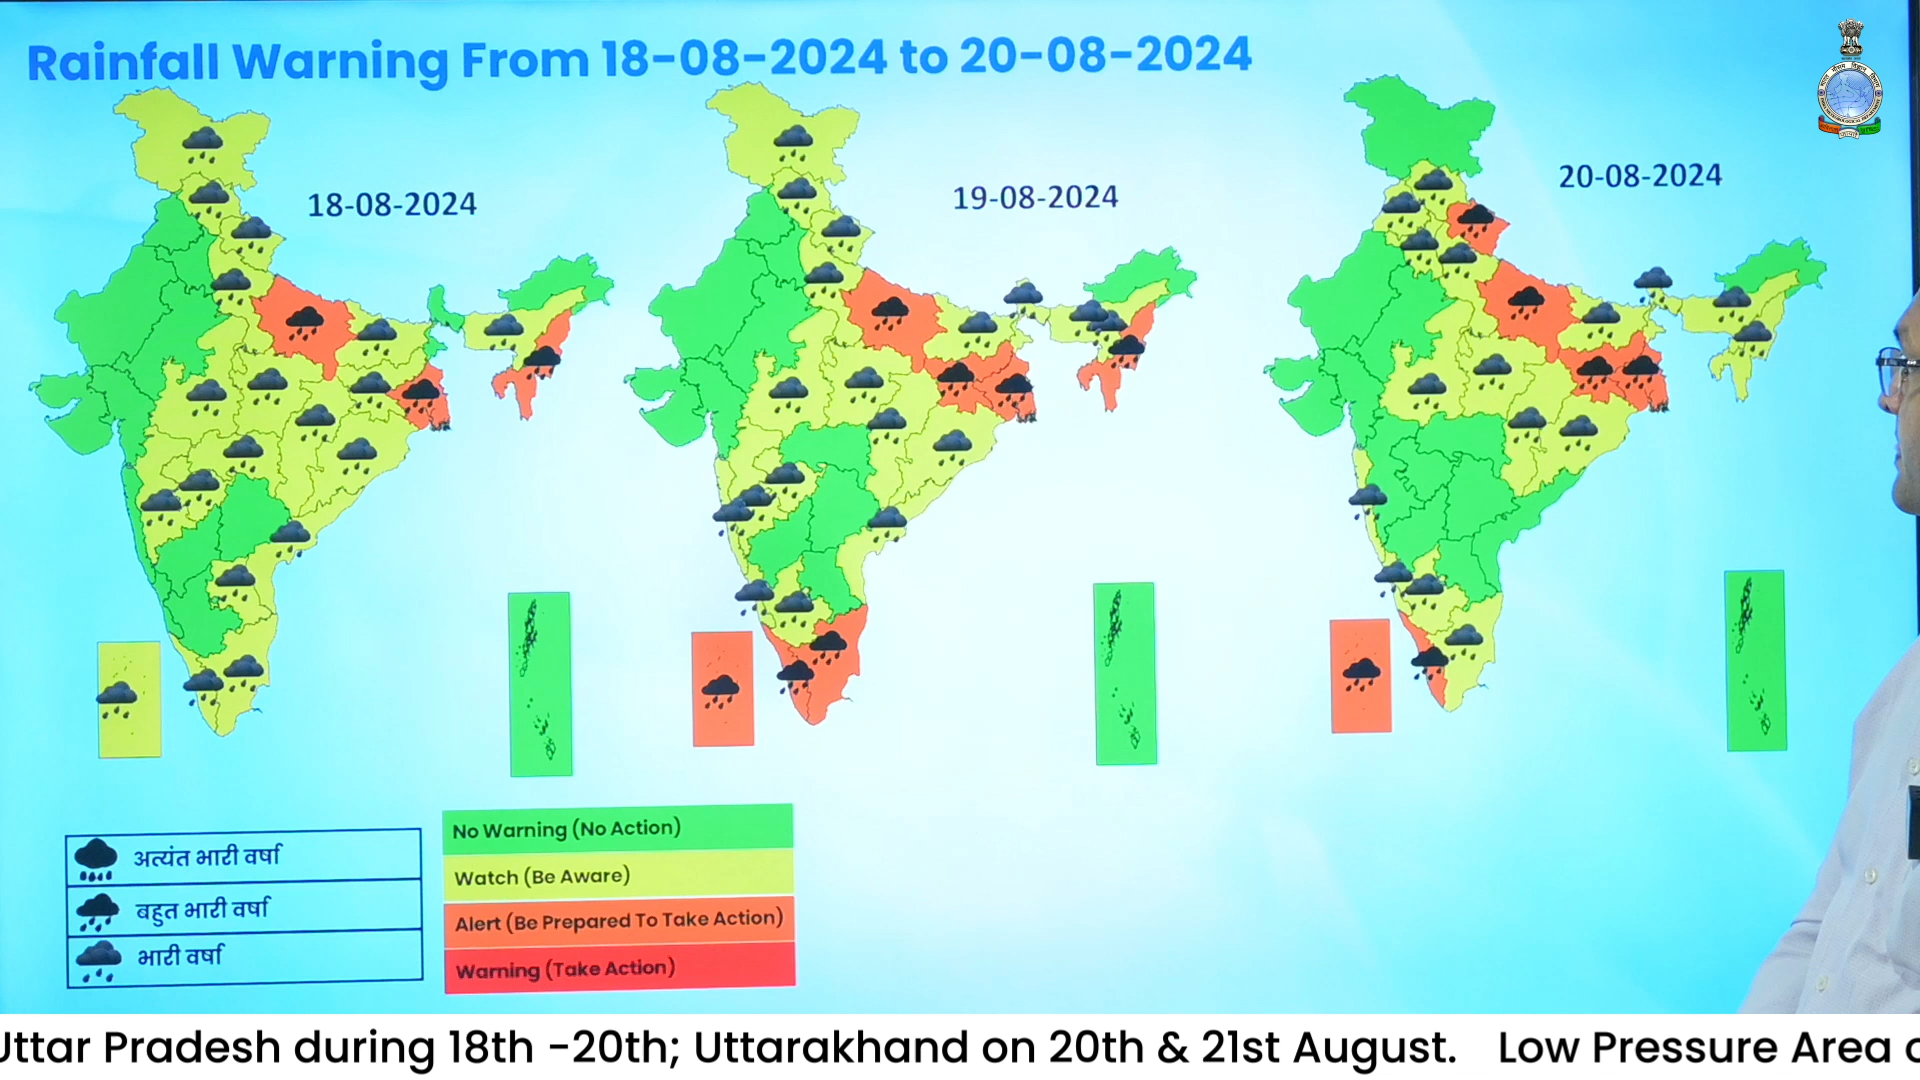 Rainfall Warning From 18-08-2024 to 20-08-2024
18-08-2024
19-08-2024
20-08-2024
अत्यंत भारी वर्षा
बहुत भारी वर्षा
भारी वर्षा
No Warning (No Action)
Watch (Be Aware)
Alert (Be Prepared To Take Action)
Warning (Take Action)
Uttar Pradesh during 18th -20th; Uttarakhand on 20th & 21st August. Low Pressure Area